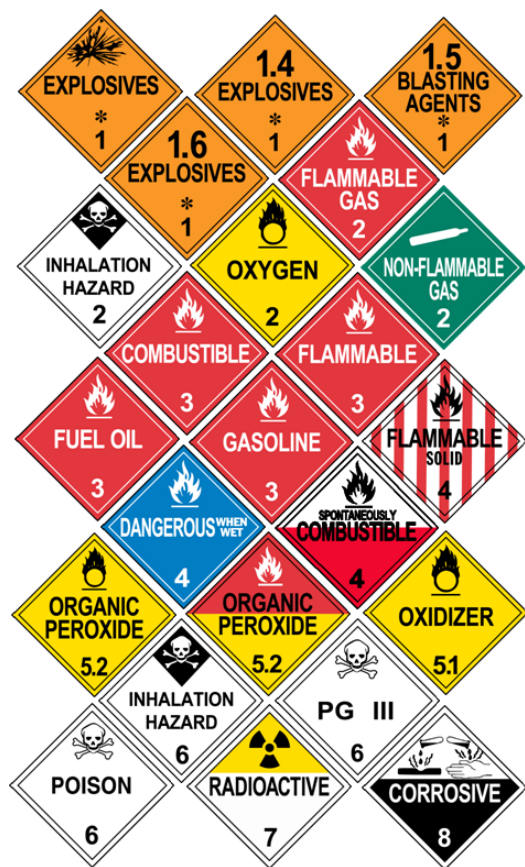 EXPLOSIVES
*
1
1.4
EXPLOSIVES
*
1
1.5
BLASTING
AGENTS
*
1
1.6
EXPLOSIVES
*
1
FLAMMABLE
GAS
2
INHALATION
HAZARD
2
OXYGEN
2
NON-FLAMMABLE
GAS
2
COMBUSTIBLE
3
FLAMMABLE
3
FUEL OIL
3
GASOLINE
3
FLAMMABLE
SOLID
4
DANGEROUS WHEN
WET
4
SPONTANEOUSLY
COMBUSTIBLE
4
ORGANIC
PEROXIDE
5.2
ORGANIC
PEROXIDE
5.2
OXIDIZER
5.1
INHALATION
HAZARD
6
PG III
6
POISON
6
RADIOACTIVE
7
CORROSIVE
8